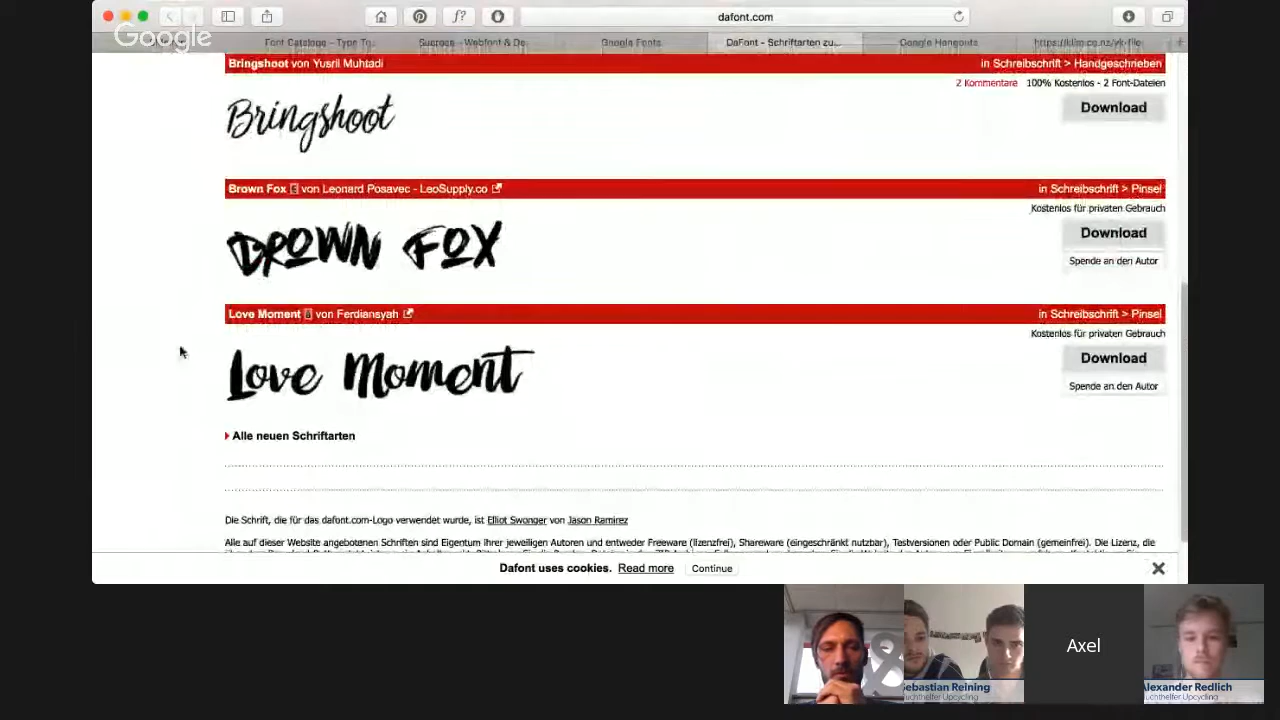 Google
dafont.com
Font Cataloge - Type To...
Google Fonts
DaFont - Schriftarten zu...
Google Hangouts
Bringshoot von Yusril Muhtadi
in Schreibschrift > Handgeschrieben
2 Kommentare 100% Kostenlos - 2 Font-Dateien
Bringshoot
Download
Brown Fox von Leonard Posavec - LeoSupply.co
in Schreibschrift > Pinsel
Kostenlos für privaten Gebrauch
BROWN FOX
Download
Spende an den Autor
Love Moment von Ferdiansyah
in Schreibschrift > Pinsel
Kostenlos für privaten Gebrauch
Love Moment
Download
Spende an den Autor
Alle neuen Schriftarten
Die Schrift, die für das dafont.com-Logo verwendet wurde, ist Elliot Swonger von Jason Ramirez
Alle auf dieser Website angebotenen Schriften sind Eigentum ihrer jeweiligen Autoren und entweder Freeware (lizenzfrei), Shareware (eingeschränkt nutzbar), Testversionen oder Public Domain (gemeinfrei). Die Lizenz, die
Dafont uses cookies. Read more Continue
&
Sebastian Reining
Axel
Alexander Redlich
Upcycling
Upcycling